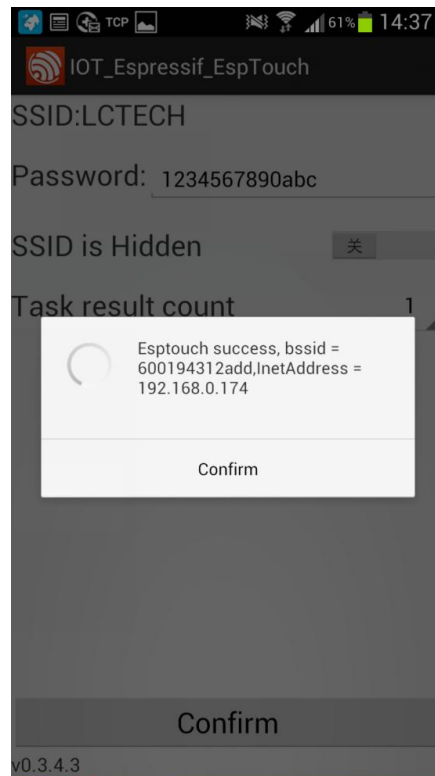 TCP 61% 14:37
IOT_Espressif_EspTouch
SSID:LCTECH
Password: 1234567890abc
SSID is Hidden 关
Task result count 1
Esptouch success, bssid =
600194312add,InetAddress =
192.168.0.174
Confirm
Confirm
v0.3.4.3